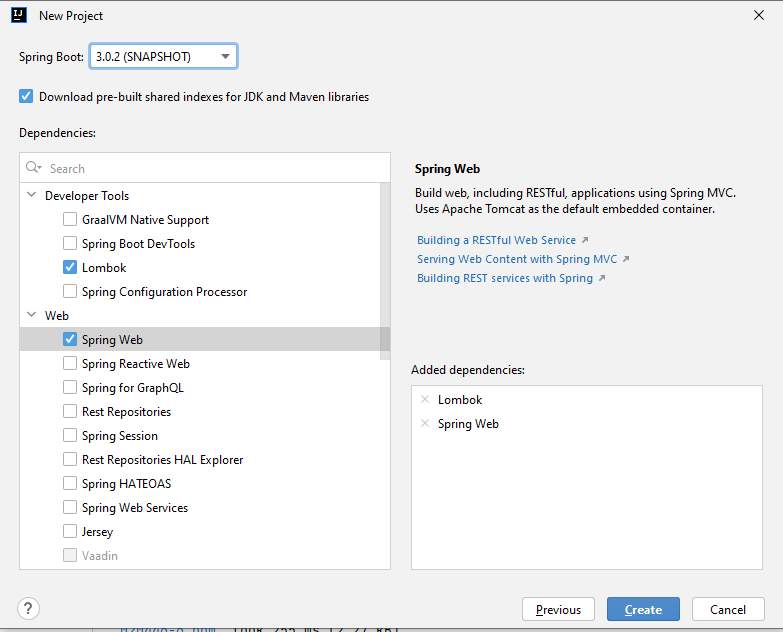 IJ
New Project
Spring Boot:
3.0.2 (SNAPSHOT)
Download pre-built shared indexes for JDK and Maven libraries
Dependencies:
Search
Developer Tools
GraalVM Native Support
Spring Boot DevTools
Lombok
Spring Configuration Processor
Web
Spring Web
Spring Reactive Web
Spring for GraphQL
Rest Repositories
Spring Session
Rest Repositories HAL Explorer
Spring HATEOAS
Spring Web Services
Jersey
Vaadin
Spring Web
Build web, including RESTful, applications using Spring MVC.
Uses Apache Tomcat as the default embedded container.
Building a RESTful Web Service
Serving Web Content with Spring MVC
Building REST services with Spring
Added dependencies:
Lombok
Spring Web
?
Previous
Create
Cancel